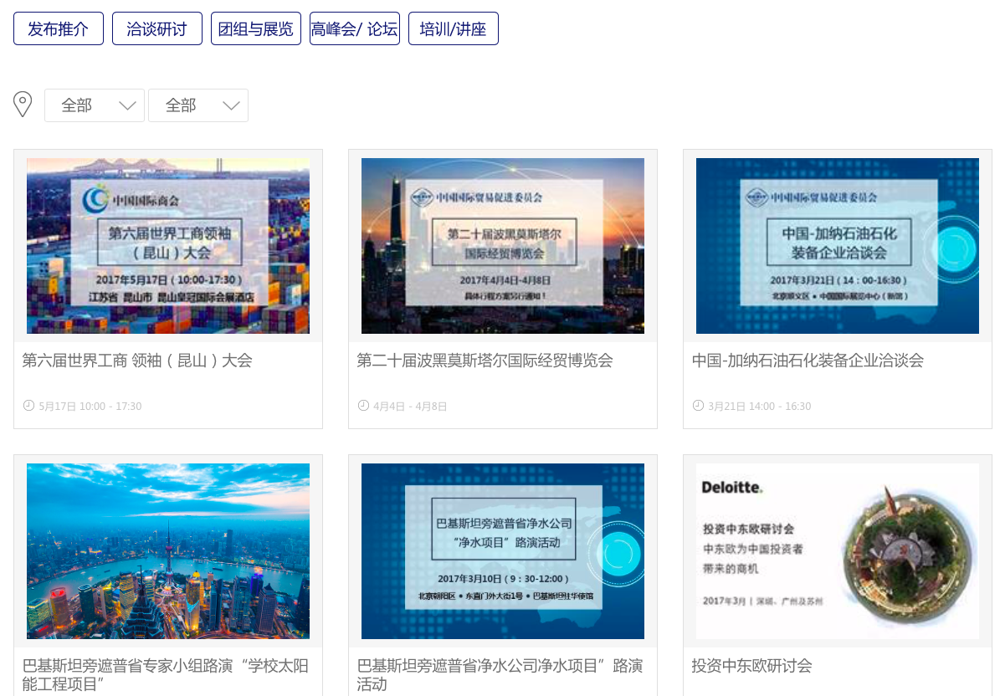 发布推介
洽谈研讨
团组与展览
高峰会/ 论坛
培训/讲座
全部
全部
中国国际商会
第六届世界工商领袖
（昆山）大会
2017年5月17日（10:00-17:30）
江苏省 昆山市 昆山皇冠国际会展酒店
中国国际贸易促进委员会
第二十届波黑莫斯塔尔
国际经贸博览会
2017年4月4日-4月8日
具体行程方案另行通知！
中国国际贸易促进委员会
中国-加纳石油石化
装备企业洽谈会
2017年3月21日（14：00-16:30）
北京顺义区 • 中国国际展览中心（新馆）
第六届世界工商 领袖（昆山）大会
第二十届波黑莫斯塔尔国际经贸博览会
中国-加纳石油石化装备企业洽谈会
5月17日 10:00 - 17:30
4月4日 - 4月8日
3月21日 14:00 - 16:30
巴基斯坦旁遮普省净水公司
“净水项目”路演活动
2017年3月10日（9：30-12:00）
北京朝阳区 • 东直门外大街1号 • 巴基斯坦驻华使馆
Deloitte.
投资中东欧研讨会
中东欧为中国投资者
带来的商机
2017年3月 | 深圳、广州及苏州
巴基斯坦旁遮普省专家小组路演“学校太阳
能工程项目”
巴基斯坦旁遮普省净水公司净水项目”路演
活动
投资中东欧研讨会